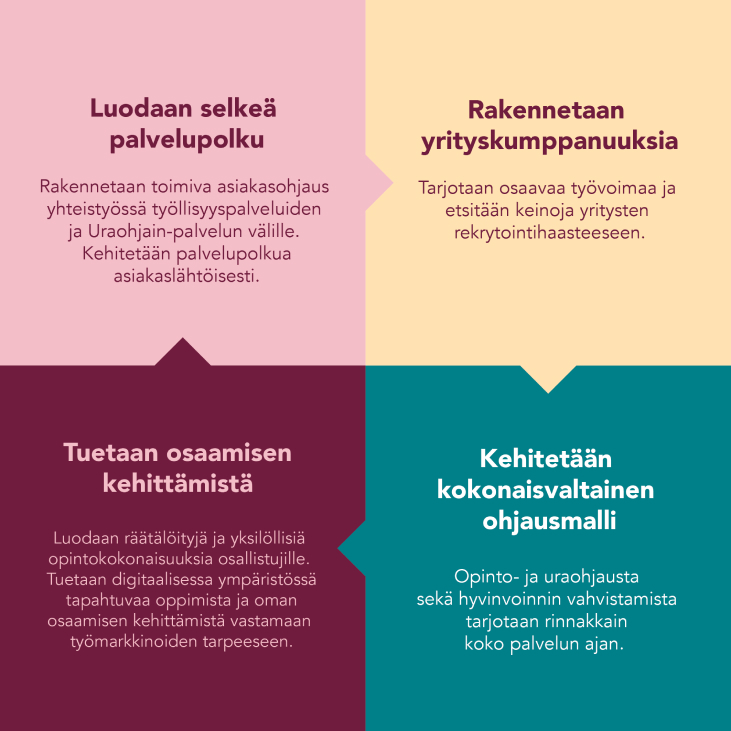 Luodaan selkeä
palvelupolku
Rakennetaan toimiva asiakasohjaus
yhteistyössä työllisyyspalveluiden
ja Uraohjain-palvelun välille.
Kehitetään palvelupolkua
asiakaslähtöisesti.
Rakennetaan
yrityskumppanuuksia
Tarjotaan osaavaa työvoimaa ja
etsitään keinoja yritysten
rekrytointihaasteeseen.
Tuetaan osaamisen
kehittämistä
Luodaan räätälöityjä ja yksilöllisiä
opintokokonaisuuksia osallistujille.
Tuetaan digitaalisessa ympäristössä
tapahtuvaa oppimista ja oman
osaamisen kehittämistä vastamaan
työmarkkinoiden tarpeeseen.
Kehitetään
kokonaisvaltainen
ohjausmalli
Opinto- ja uraohjausta
sekä hyvinvoinnin vahvistamista
tarjotaan rinnakkain
koko palvelun ajan.